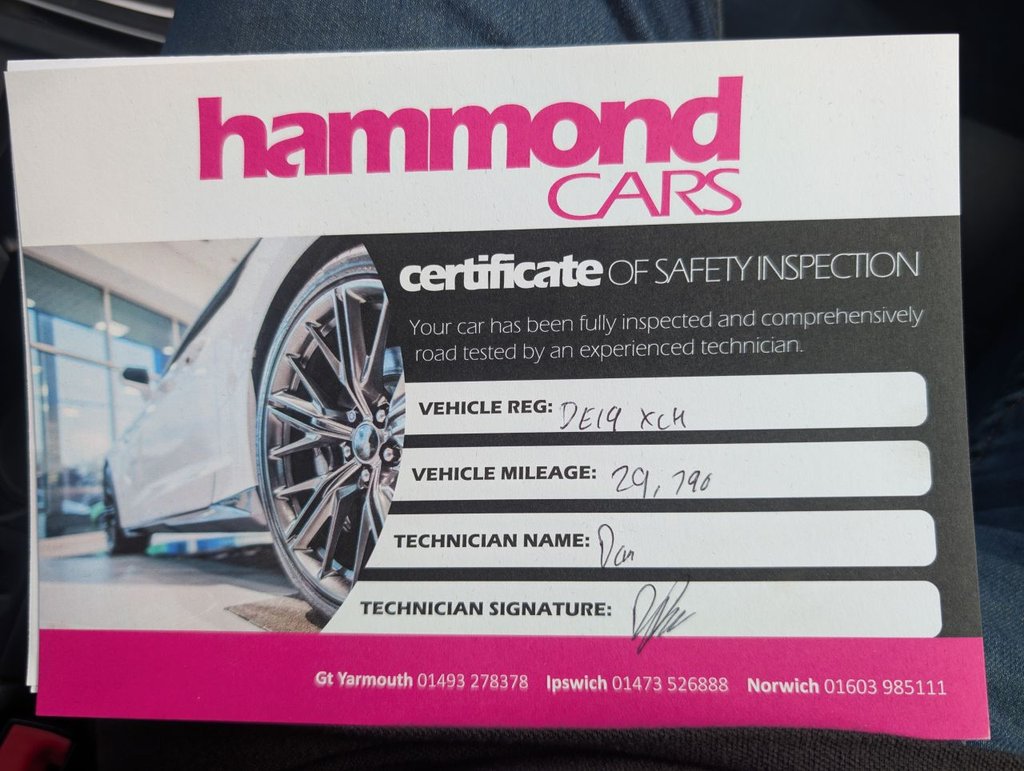 hammond
CARS
certificate OF SAFETY INSPECTION
Your car has been fully inspected and comprehensively
road tested by an experienced technician.
VEHICLE REG: DE19 XCH
VEHICLE MILEAGE: 29,790
TECHNICIAN NAME: Dan
TECHNICIAN SIGNATURE:
Gt Yarmouth 01493 278378 Ipswich 01473 526888 Norwich 01603 985111